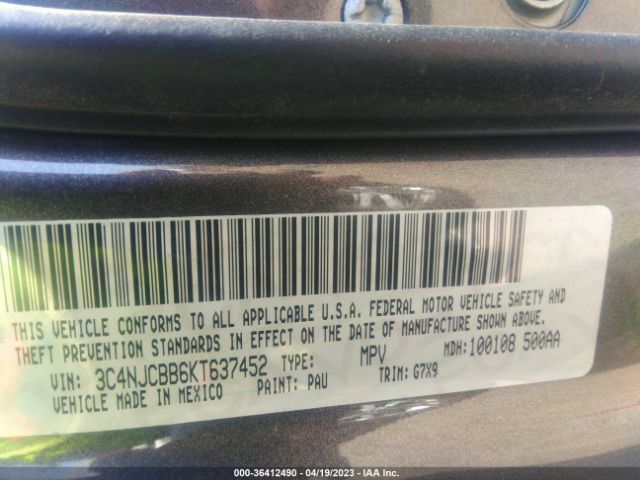 THIS VEHICLE CONFORMS TO ALL APPLICABLE U.S.A. FEDERAL MOTOR VEHICLE SAFETY AND
THEFT PREVENTION STANDARDS IN EFFECT ON THE DATE OF MANUFACTURE SHOWN ABOVE.
VIN: 3C4NJCBB6KT637452 TYPE: MPV MDH:100108 500AA
VEHICLE MADE IN MEXICO PAINT: PAU TRIM: G7X9
000-36412490 - 04/19/2023 - IAA Inc.